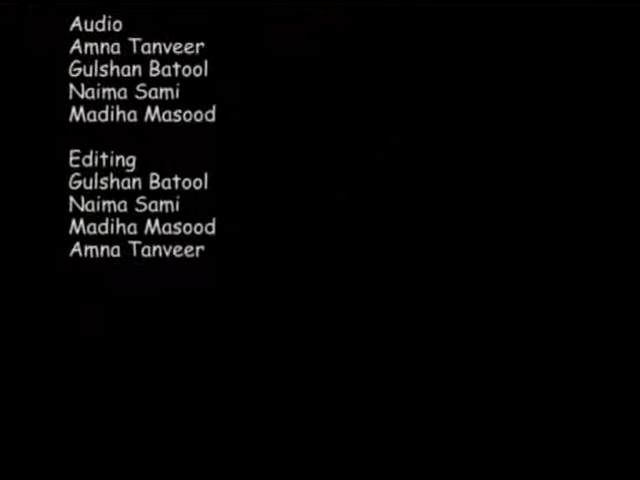 Audio
Amna Tanveer
Gulshan Batool
Naima Sami
Madiha Masood
Editing
Gulshan Batool
Naima Sami
Madiha Masood
Amna Tanveer